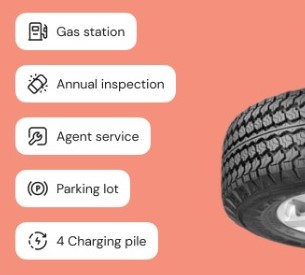 Gas station
Annual inspection
Agent service
Parking lot
4 Charging pile